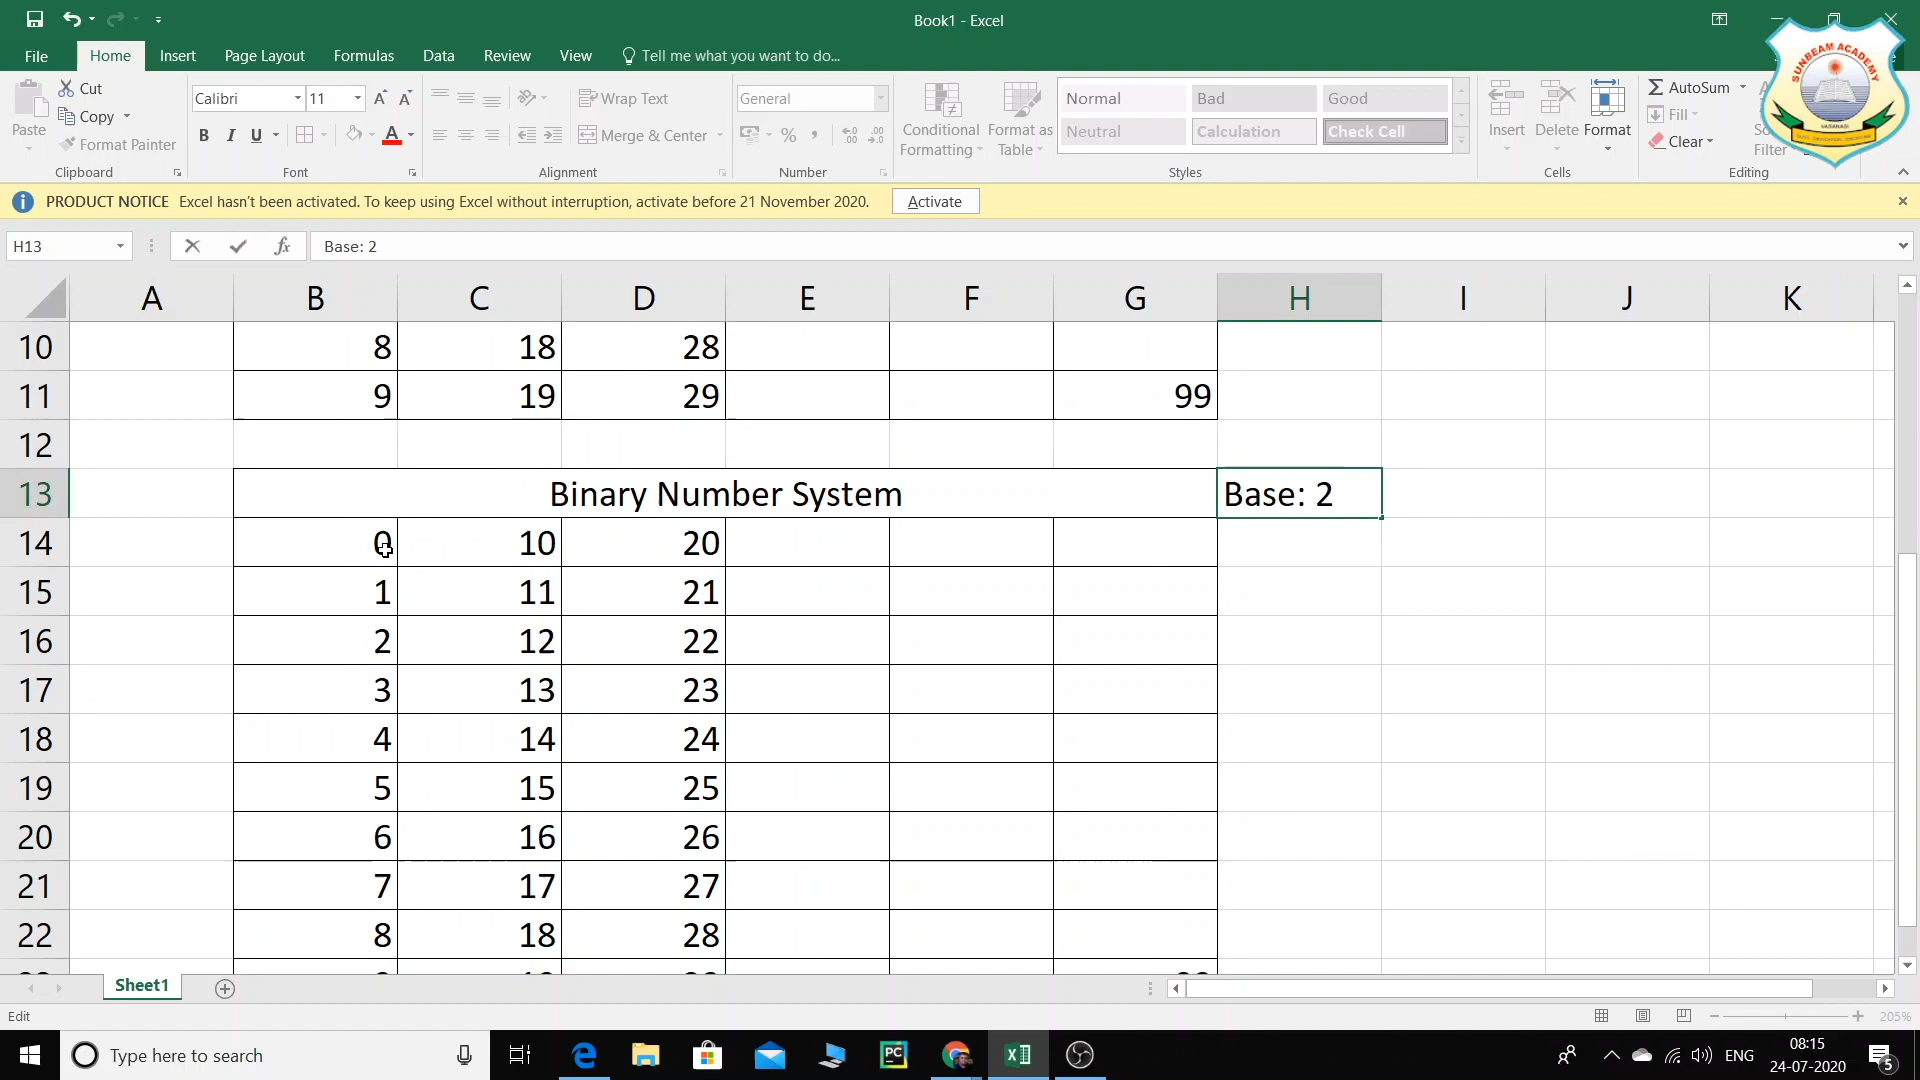 Book1 - Excel
File Home Insert Page Layout Formulas Data Review View Tell me what you want to do...
Paste
Cut
Copy
Format Painter
Clipboard
Calibri 11
B I U
Font
Wrap Text
Merge & Center
Alignment
General
Number
Conditional Formatting
Format as Table
Normal Bad Good
Neutral Calculation Check Cell
Styles
Insert Delete Format
Cells
AutoSum
Fill
Clear
Filter
Editing
SUNBEAM ACADEMY
VARANASI
PRODUCT NOTICE Excel hasn't been activated. To keep using Excel without interruption, activate before 21 November 2020. Activate
H13 fx Base: 2
A B C D E F G H I J K
10 8 18 28
11 9 19 29 99
12
13 Binary Number System Base: 2
14 0 10 20
15 1 11 21
16 2 12 22
17 3 13 23
18 4 14 24
19 5 15 25
20 6 16 26
21 7 17 27
22 8 18 28
Sheet1
Edit 205%
Type here to search
PC
ENG
08:15
24-07-2020
5